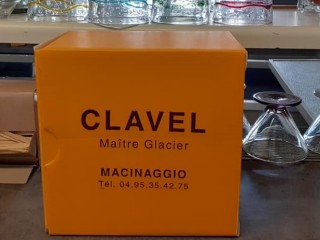 CLAVEL
Maître Glacier
MACINAGGIO
Tél. 04.95.35.42.75